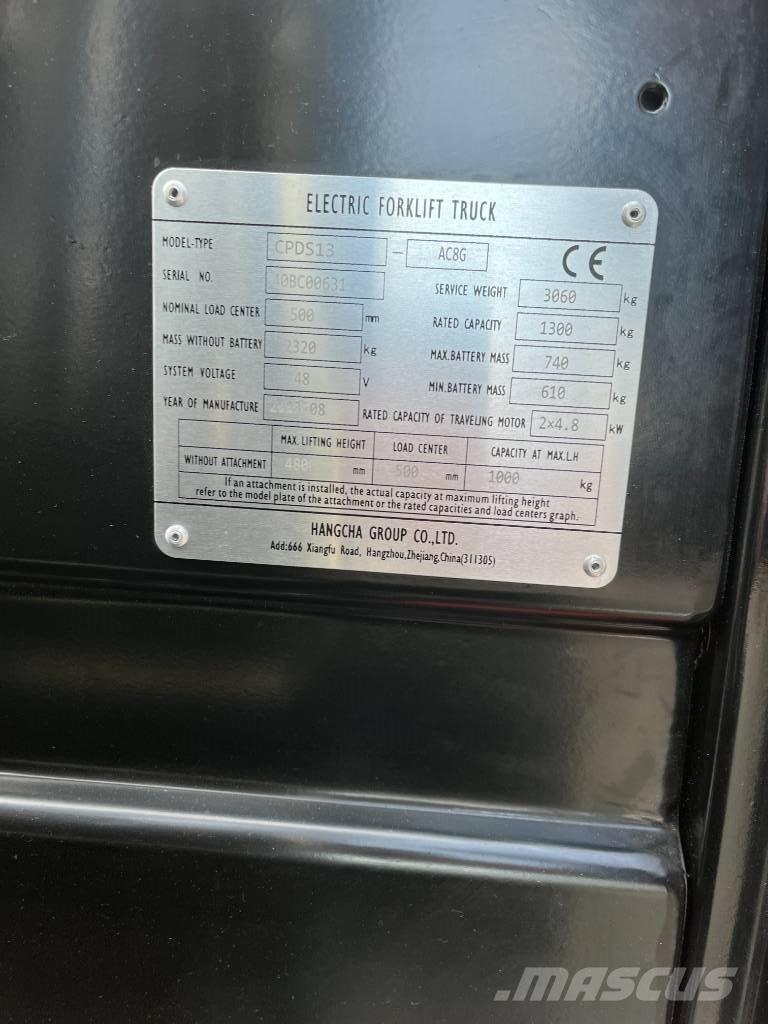 ELECTRIC FORKLIFT TRUCK
MODEL-TYPE CPDS13 - AC8G CE
SERIAL NO. 40BC00631 SERVICE WEIGHT 3060 kg
NOMINAL LOAD CENTER 500 mm RATED CAPACITY 1300 kg
MASS WITHOUT BATTERY 2320 kg MAX.BATTERY MASS 740 kg
SYSTEM VOLTAGE 48 V MIN.BATTERY MASS 610 kg
YEAR OF MANUFACTURE RATED CAPACITY OF TRAVELING MOTOR 2×4.8 kW
MAX. LIFTING HEIGHT LOAD CENTER CAPACITY AT MAX.L.H
WITHOUT ATTACHMENT mm 500 mm 1000 kg
If an attachment is installed, the actual capacity at maximum lifting height
refer to the model plate of the attachment or the rated capacities and load centers graph.
HANGCHA GROUP CO.,LTD.
Add:666 Xiangfu Road, Hangzhou,Zhejiang,China(311305)
.MASCUS